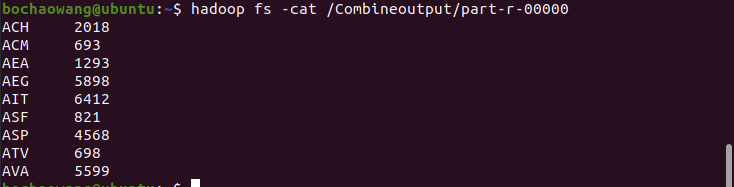 bochaowang@ubuntu:~$ hadoop fs -cat /Combineoutput/part-r-00000
ACH 2018
ACM 693
AEA 1293
AEG 5898
AIT 6412
ASF 821
ASP 4568
ATV 698
AVA 5599
bochaowang@ubuntu:~$